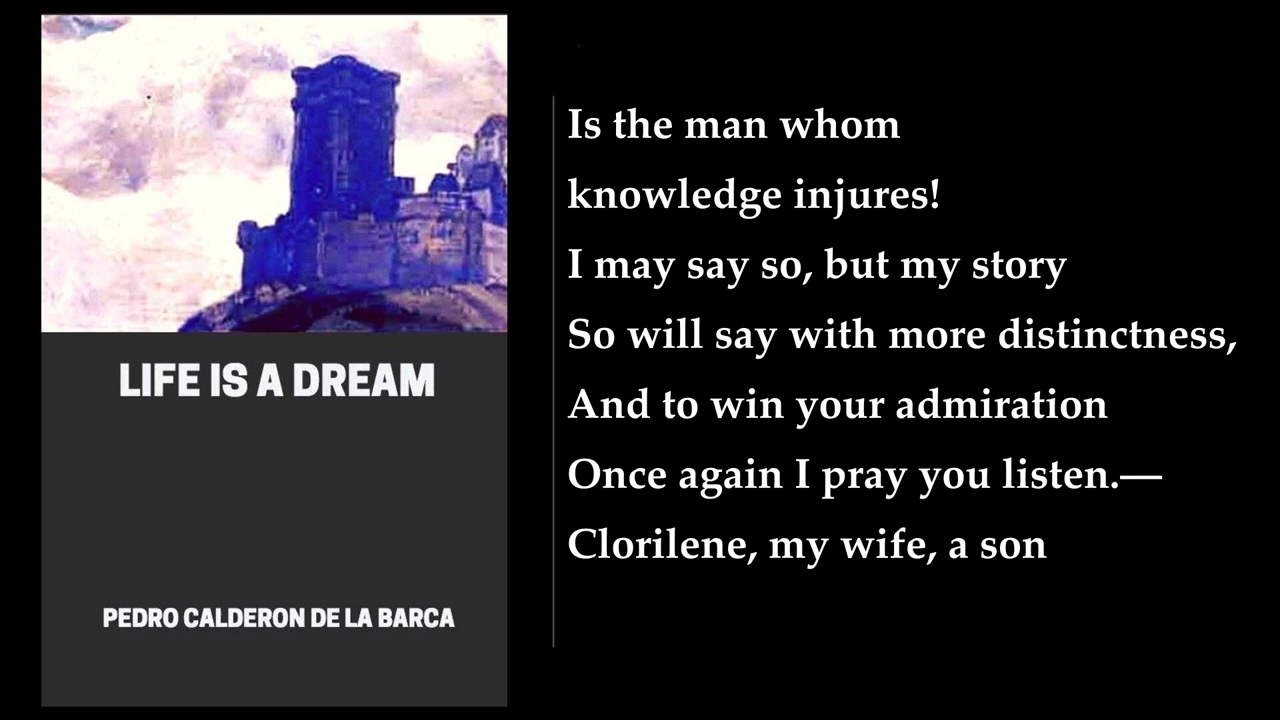 LIFE IS A DREAM
PEDRO CALDERON DE LA BARCA
Is the man whom
knowledge injures!
I may say so, but my story
So will say with more distinctness,
And to win your admiration
Once again I pray you listen.—
Clorilene, my wife, a son